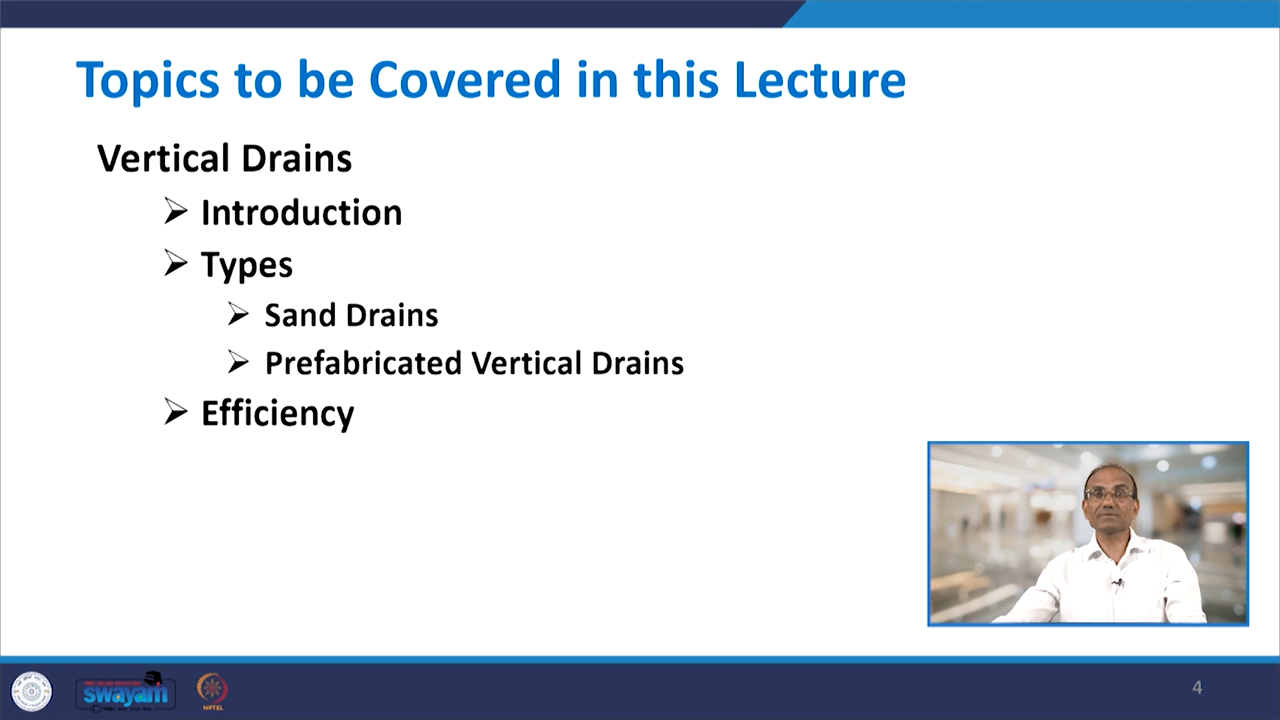 Topics to be Covered in this Lecture
Vertical Drains
➢ Introduction
➢ Types
➢ Sand Drains
➢ Prefabricated Vertical Drains
➢ Efficiency
swayam
NPTEL
4